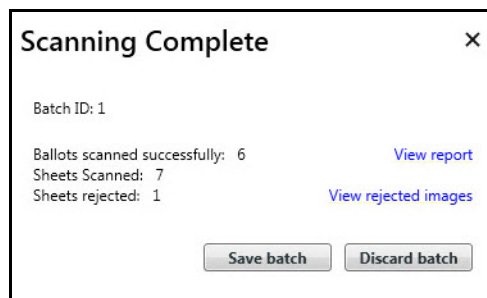 Scanning Complete
Batch ID: 1
Ballots scanned successfully: 6 View report
Sheets Scanned: 7
Sheets rejected: 1 View rejected images
Save batch Discard batch